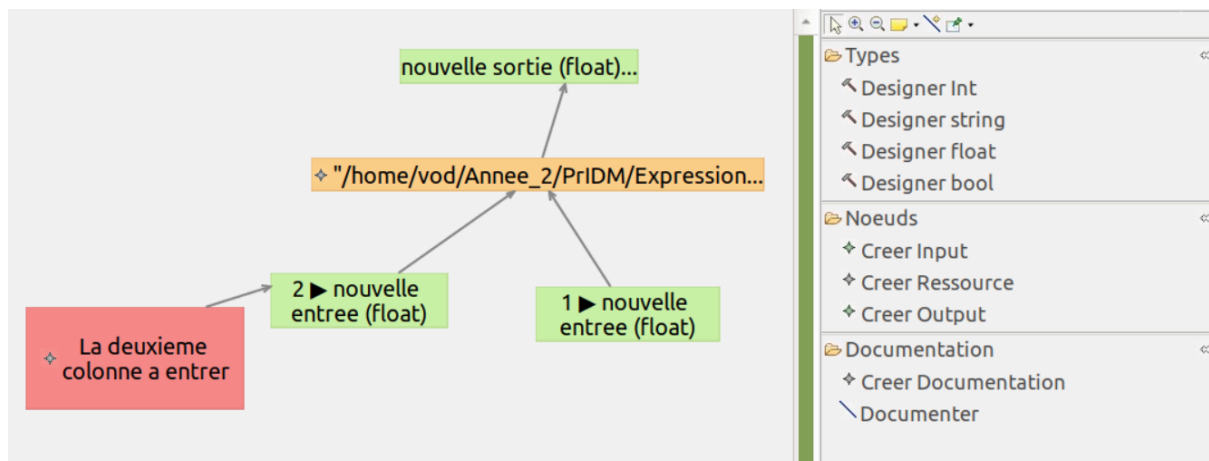 nouvelle sortie (float)...
"/home/vod/Annee_2/PrIDM/Expression...
2 ▶ nouvelle
entree (float)
1 ▶ nouvelle
entree (float)
La deuxieme
colonne a entrer
Types
Designer Int
Designer string
Designer float
Designer bool
Noeuds
Creer Input
Creer Ressource
Creer Output
Documentation
Creer Documentation
Documenter